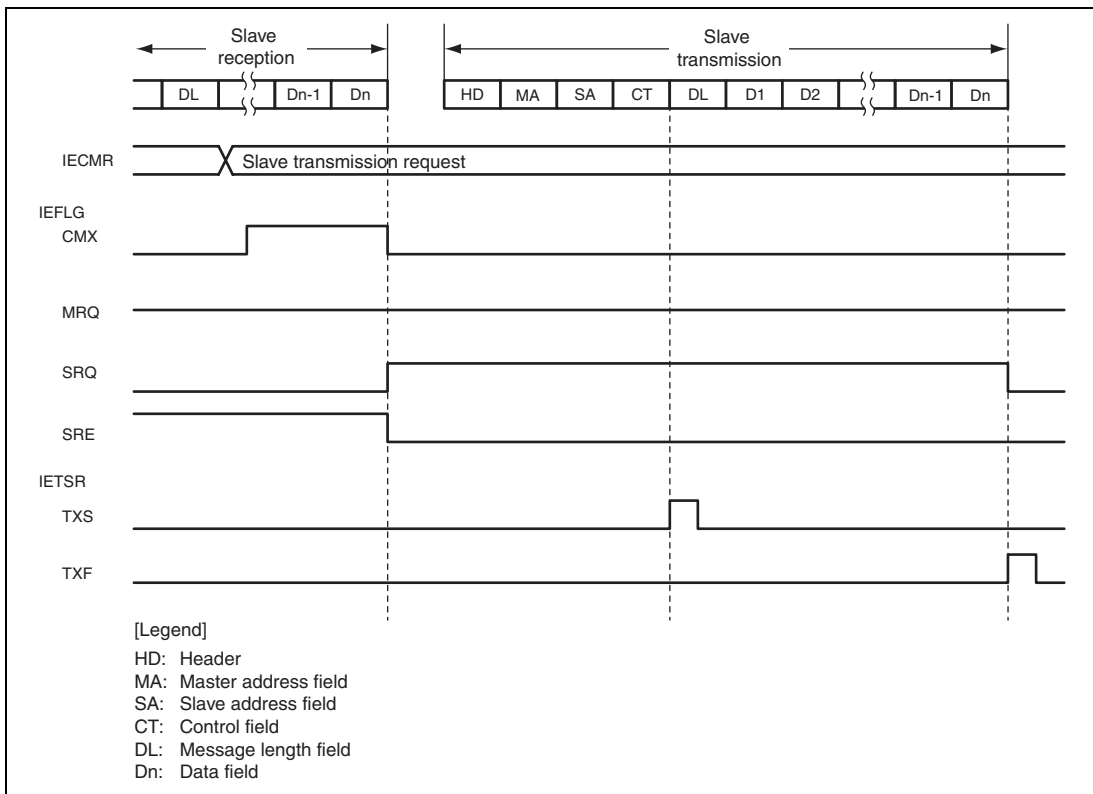 Slave
reception
Slave
transmission
DL Dn-1 Dn HD MA SA CT DL D1 D2 Dn-1 Dn
IECMR Slave transmission request
IEFLG
CMX
MRQ
SRQ
SRE
IETSR
TXS
TXF
[Legend]
HD: Header
MA: Master address field
SA: Slave address field
CT: Control field
DL: Message length field
Dn: Data field